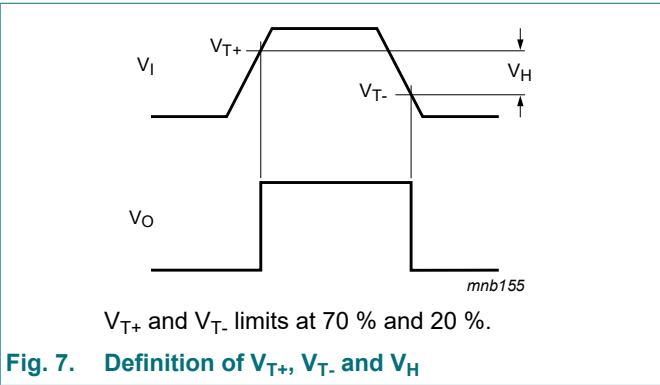 VT+
VI
VH
VT-
VO
mnb155
VT+ and VT- limits at 70 % and 20 %.
Fig. 7. Definition of VT+, VT- and VH